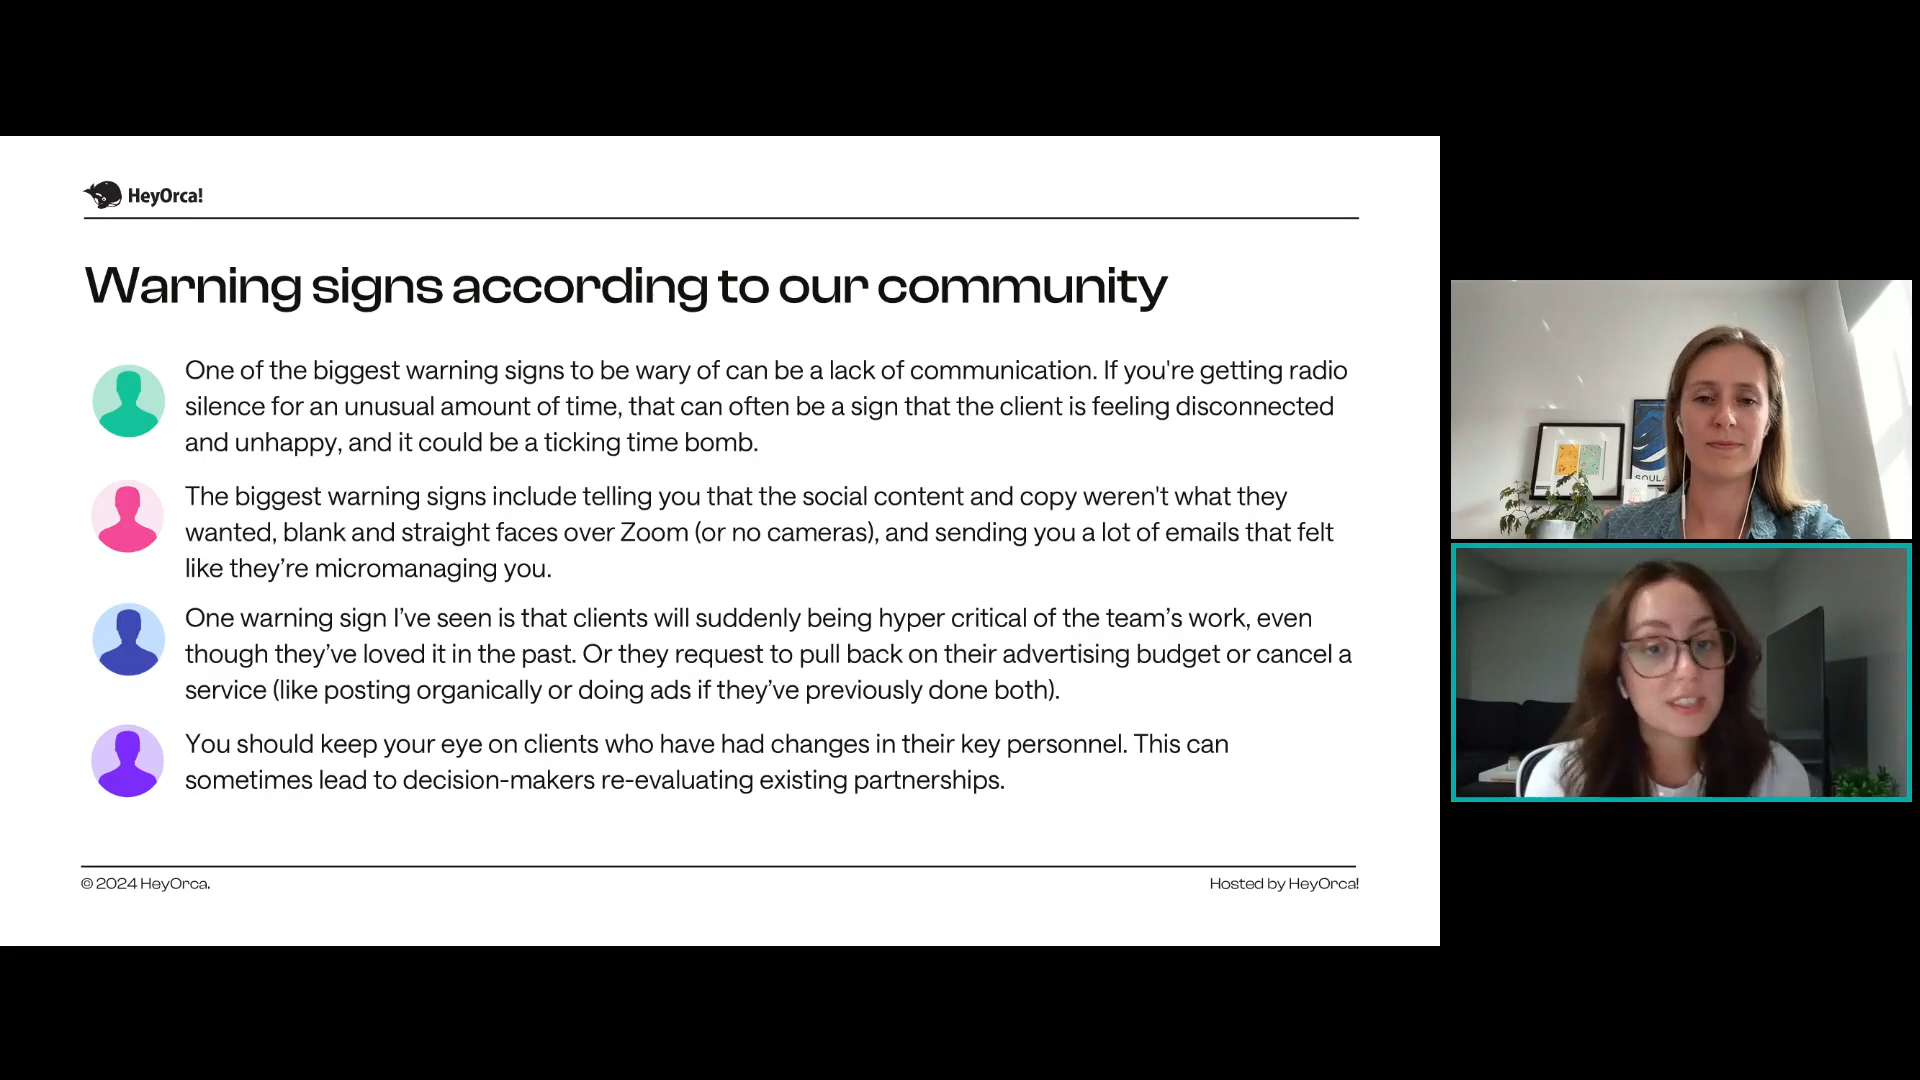 HeyOrca!
Warning signs according to our community
One of the biggest warning signs to be wary of can be a lack of communication. If you're getting radio
silence for an unusual amount of time, that can often be a sign that the client is feeling disconnected
and unhappy, and it could be a ticking time bomb.
The biggest warning signs include telling you that the social content and copy weren't what they
wanted, blank and straight faces over Zoom (or no cameras), and sending you a lot of emails that felt
like they’re micromanaging you.
One warning sign I’ve seen is that clients will suddenly being hyper critical of the team’s work, even
though they’ve loved it in the past. Or they request to pull back on their advertising budget or cancel a
service (like posting organically or doing ads if they’ve previously done both).
You should keep your eye on clients who have had changes in their key personnel. This can
sometimes lead to decision-makers re-evaluating existing partnerships.
© 2024 HeyOrca.
Hosted by HeyOrca!
SOULA